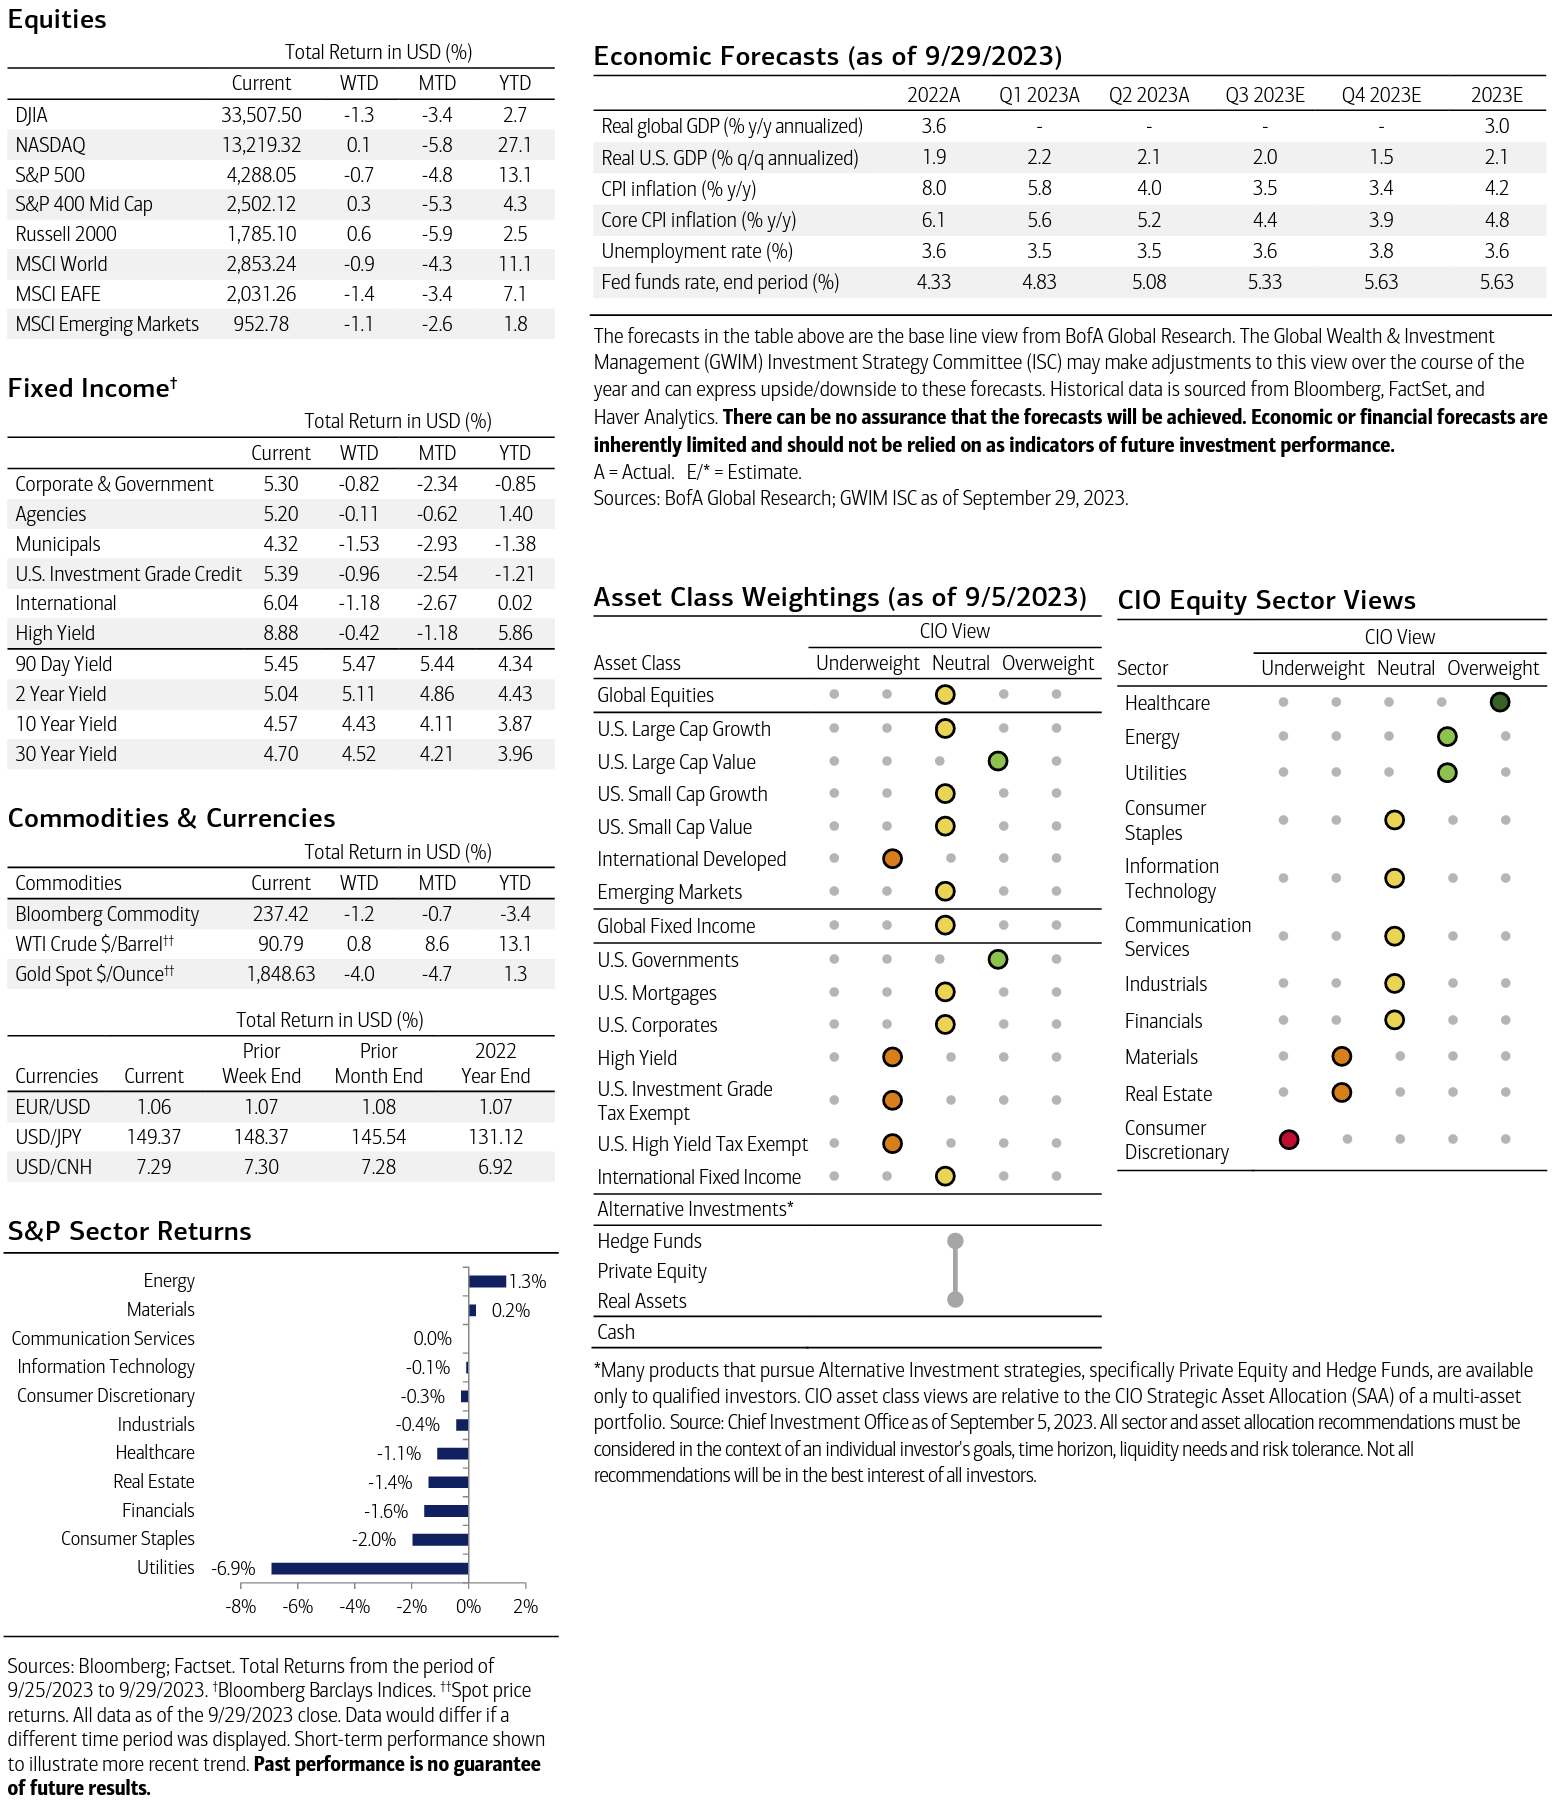 Equities
Total Return in USD (%)
Current WTD MTD YTD
DJIA 33,507.50 -1.3 -3.4 2.7
NASDAQ 13,219.32 0.1 -5.8 27.1
S&P 500 4,288.05 -0.7 -4.8 13.1
S&P 400 Mid Cap 2,502.12 0.3 -5.3 4.3
Russell 2000 1,785.10 0.6 -5.9 2.5
MSCI World 2,853.24 -0.9 -4.3 11.1
MSCI EAFE 2,031.26 -1.4 -3.4 7.1
MSCI Emerging Markets 952.78 -1.1 -2.6 1.8
Fixed Income†
Total Return in USD (%)
Current WTD MTD YTD
Corporate & Government 5.30 -0.82 -2.34 -0.85
Agencies 5.20 -0.11 -0.62 1.40
Municipals 4.32 -1.53 -2.93 -1.38
U.S. Investment Grade Credit 5.39 -0.96 -2.54 -1.21
International 6.04 -1.18 -2.67 0.02
High Yield 8.88 -0.42 -1.18 5.86
90 Day Yield 5.45 5.47 5.44 4.34
2 Year Yield 5.04 5.11 4.86 4.43
10 Year Yield 4.57 4.43 4.11 3.87
30 Year Yield 4.70 4.52 4.21 3.96
Commodities & Currencies
Total Return in USD (%)
Commodities Current WTD MTD YTD
Bloomberg Commodity 237.42 -1.2 -0.7 -3.4
WTI Crude $/Barrel†† 90.79 0.8 8.6 13.1
Gold Spot $/Ounce†† 1,848.63 -4.0 -4.7 1.3
Total Return in USD (%)
Prior Prior 2022
Currencies Current Week End Month End Year End
EUR/USD 1.06 1.07 1.08 1.07
USD/JPY 149.37 148.37 145.54 131.12
USD/CNH 7.29 7.30 7.28 6.92
S&P Sector Returns
Energy 1.3%
Materials 0.2%
Communication Services 0.0%
Information Technology -0.1%
Consumer Discretionary -0.3%
Industrials -0.4%
Healthcare -1.1%
Real Estate -1.4%
Financials -1.6%
Consumer Staples -2.0%
Utilities -6.9%
-8% -6% -4% -2% 0% 2%
Sources: Bloomberg; Factset. Total Returns from the period of
9/25/2023 to 9/29/2023. †Bloomberg Barclays Indices. ††Spot price
returns. All data as of the 9/29/2023 close. Data would differ if a
different time period was displayed. Short-term performance shown
to illustrate more recent trend. Past performance is no guarantee
of future results.
Economic Forecasts (as of 9/29/2023)
2022A Q1 2023A Q2 2023A Q3 2023E Q4 2023E 2023E
Real global GDP (% y/y annualized) 3.6 - - - - 3.0
Real U.S. GDP (% q/q annualized) 1.9 2.2 2.1 2.0 1.5 2.1
CPI inflation (% y/y) 8.0 5.8 4.0 3.5 3.4 4.2
Core CPI inflation (% y/y) 6.1 5.6 5.2 4.4 3.9 4.8
Unemployment rate (%) 3.6 3.5 3.5 3.6 3.8 3.6
Fed funds rate, end period (%) 4.33 4.83 5.08 5.33 5.63 5.63
The forecasts in the table above are the base line view from BofA Global Research. The Global Wealth & Investment
Management (GWIM) Investment Strategy Committee (ISC) may make adjustments to this view over the course of the
year and can express upside/downside to these forecasts. Historical data is sourced from Bloomberg, FactSet, and
Haver Analytics. There can be no assurance that the forecasts will be achieved. Economic or financial forecasts are
inherently limited and should not be relied on as indicators of future investment performance.
A = Actual. E/* = Estimate.
Sources: BofA Global Research; GWIM ISC as of September 29, 2023.
Asset Class Weightings (as of 9/5/2023)
CIO View
Asset Class Underweight Neutral Overweight
Global Equities
U.S. Large Cap Growth
U.S. Large Cap Value
US. Small Cap Growth
US. Small Cap Value
International Developed
Emerging Markets
Global Fixed Income
U.S. Governments
U.S. Mortgages
U.S. Corporates
High Yield
U.S. Investment Grade
Tax Exempt
U.S. High Yield Tax Exempt
International Fixed Income
Alternative Investments*
Hedge Funds
Private Equity
Real Assets
Cash
CIO Equity Sector Views
CIO View
Sector Underweight Neutral Overweight
Healthcare
Energy
Utilities
Consumer
Staples
Information
Technology
Communication
Services
Industrials
Financials
Materials
Real Estate
Consumer
Discretionary
*Many products that pursue Alternative Investment strategies, specifically Private Equity and Hedge Funds, are available
only to qualified investors. CIO asset class views are relative to the CIO Strategic Asset Allocation (SAA) of a multi-asset
portfolio. Source: Chief Investment Office as of September 5, 2023. All sector and asset allocation recommendations must be
considered in the context of an individual investor's goals, time horizon, liquidity needs and risk tolerance. Not all
recommendations will be in the best interest of all investors.